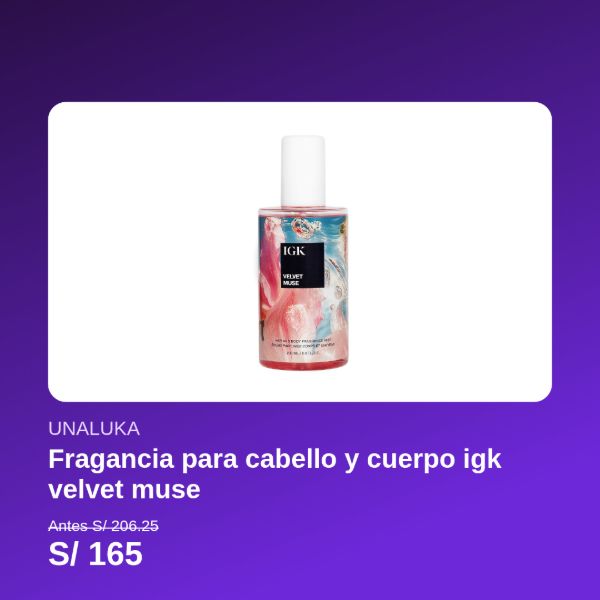 IGK
VELVET
MUSE
UNALUKA
Fragancia para cabello y cuerpo igk
velvet muse
Antes S/ 206.25
S/ 165